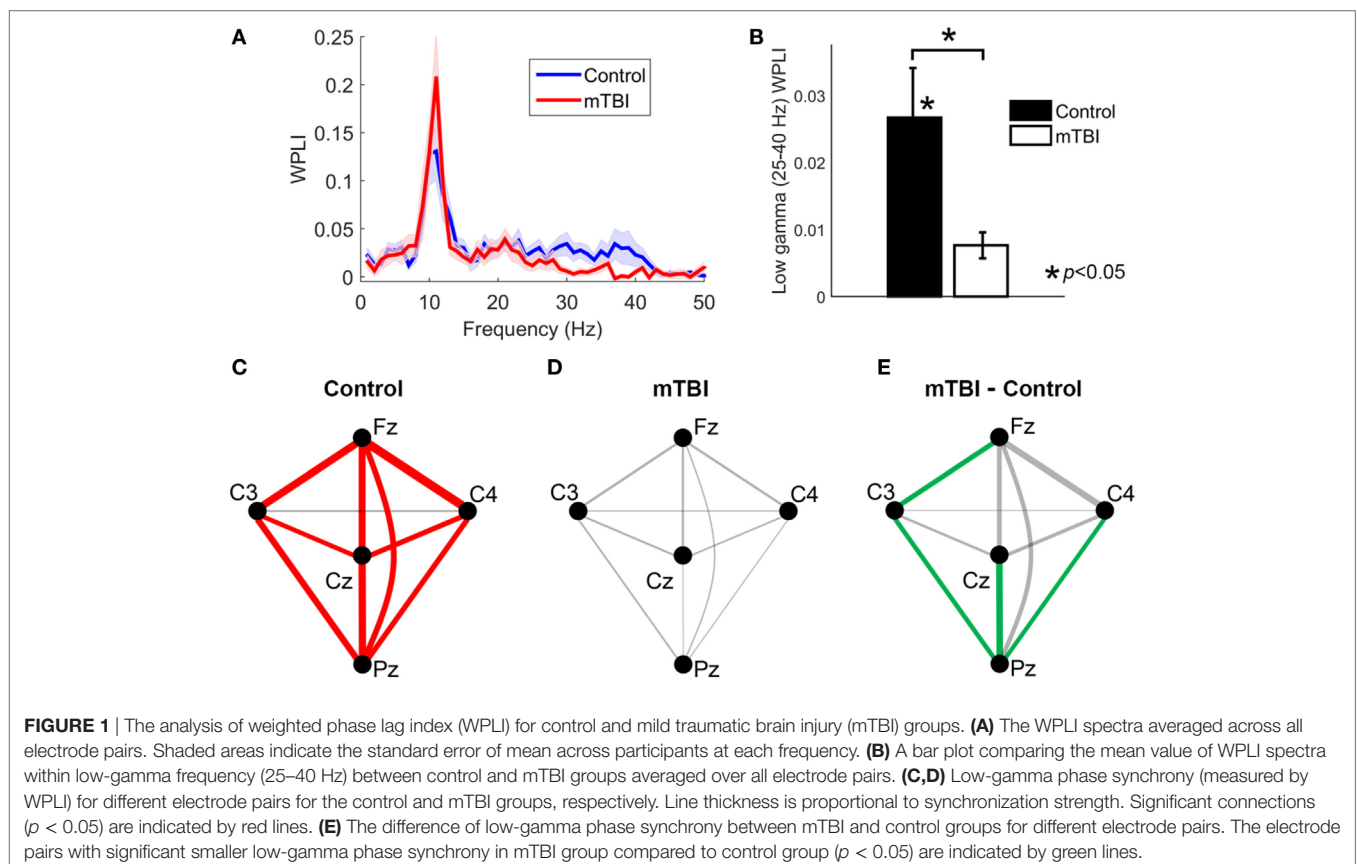 A
0.25
0.2
0.15
0.1
0.05
0
WPLI
0
10
20
30
40
50
Frequency (Hz)
Control
mTBI
B
*
*
0.03
0.02
0.01
0
Low gamma (25-40 Hz) WPLI
Control
mTBI
* p<0.05
C
Control
Fz
C3
C4
Cz
Pz
D
mTBI
Fz
C3
C4
Cz
Pz
E
mTBI - Control
Fz
C3
C4
Cz
Pz
FIGURE 1 | The analysis of weighted phase lag index (WPLI) for control and mild traumatic brain injury (mTBI) groups. (A) The WPLI spectra averaged across all
electrode pairs. Shaded areas indicate the standard error of mean across participants at each frequency. (B) A bar plot comparing the mean value of WPLI spectra
within low-gamma frequency (25–40 Hz) between control and mTBI groups averaged over all electrode pairs. (C,D) Low-gamma phase synchrony (measured by
WPLI) for different electrode pairs for the control and mTBI groups, respectively. Line thickness is proportional to synchronization strength. Significant connections
(p < 0.05) are indicated by red lines. (E) The difference of low-gamma phase synchrony between mTBI and control groups for different electrode pairs. The electrode
pairs with significant smaller low-gamma phase synchrony in mTBI group compared to control group (p < 0.05) are indicated by green lines.